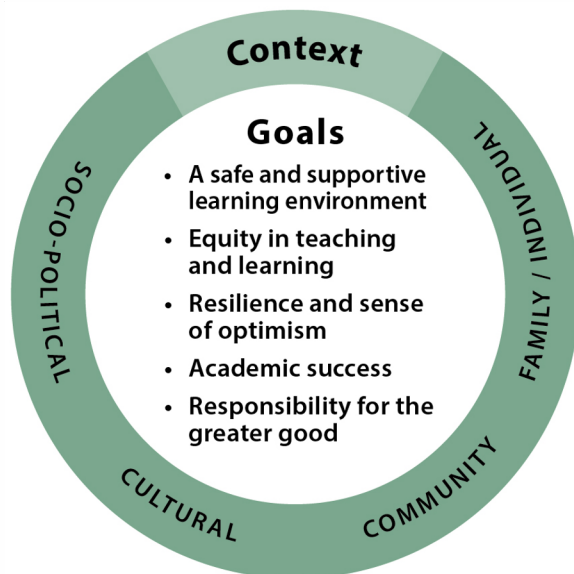 Context
Goals
• A safe and supportive
learning environment
• Equity in teaching
and learning
• Resilience and sense
of optimism
• Academic success
• Responsibility for the
greater good
SOCIO-POLITICAL
CULTURAL
COMMUNITY
FAMILY / INDIVIDUAL